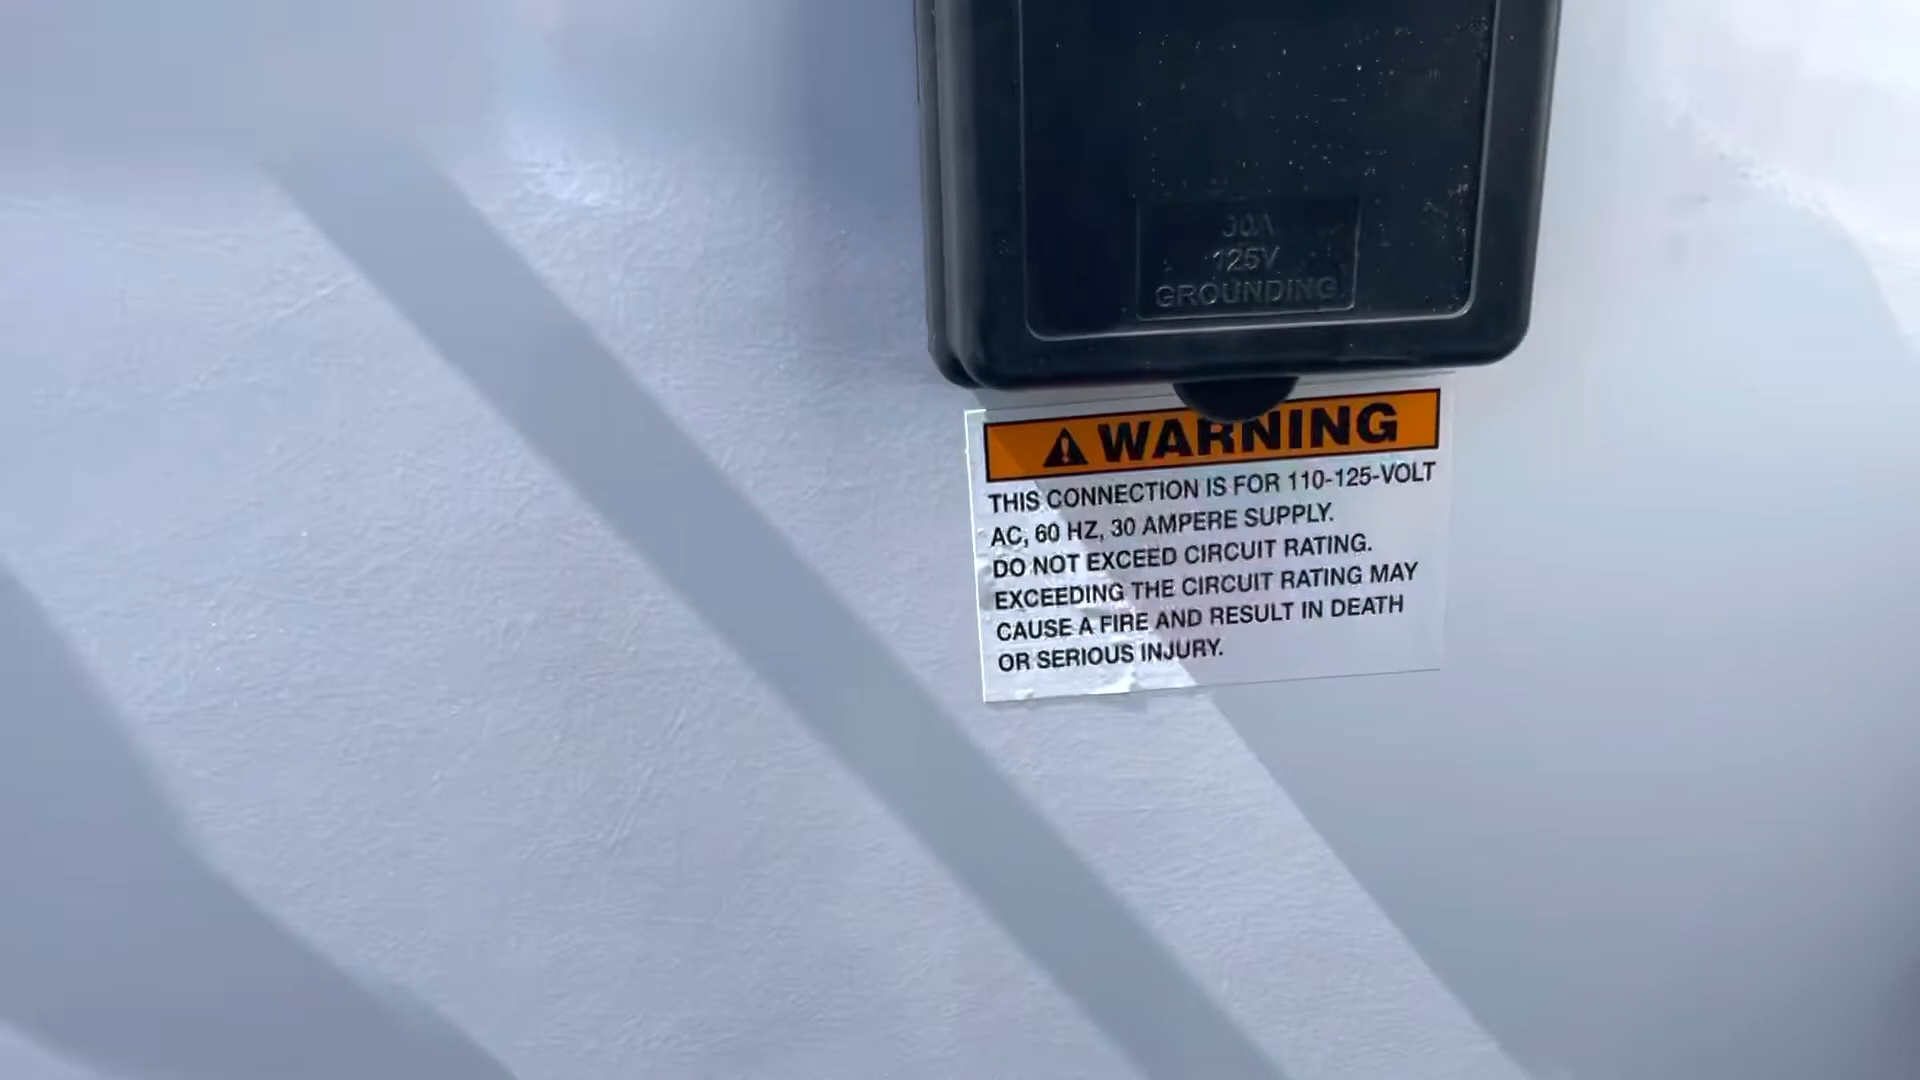 30A
125V
GROUNDING
WARNING
THIS CONNECTION IS FOR 110-125-VOLT
AC, 60 HZ, 30 AMPERE SUPPLY.
DO NOT EXCEED CIRCUIT RATING.
EXCEEDING THE CIRCUIT RATING MAY
CAUSE A FIRE AND RESULT IN DEATH
OR SERIOUS INJURY.